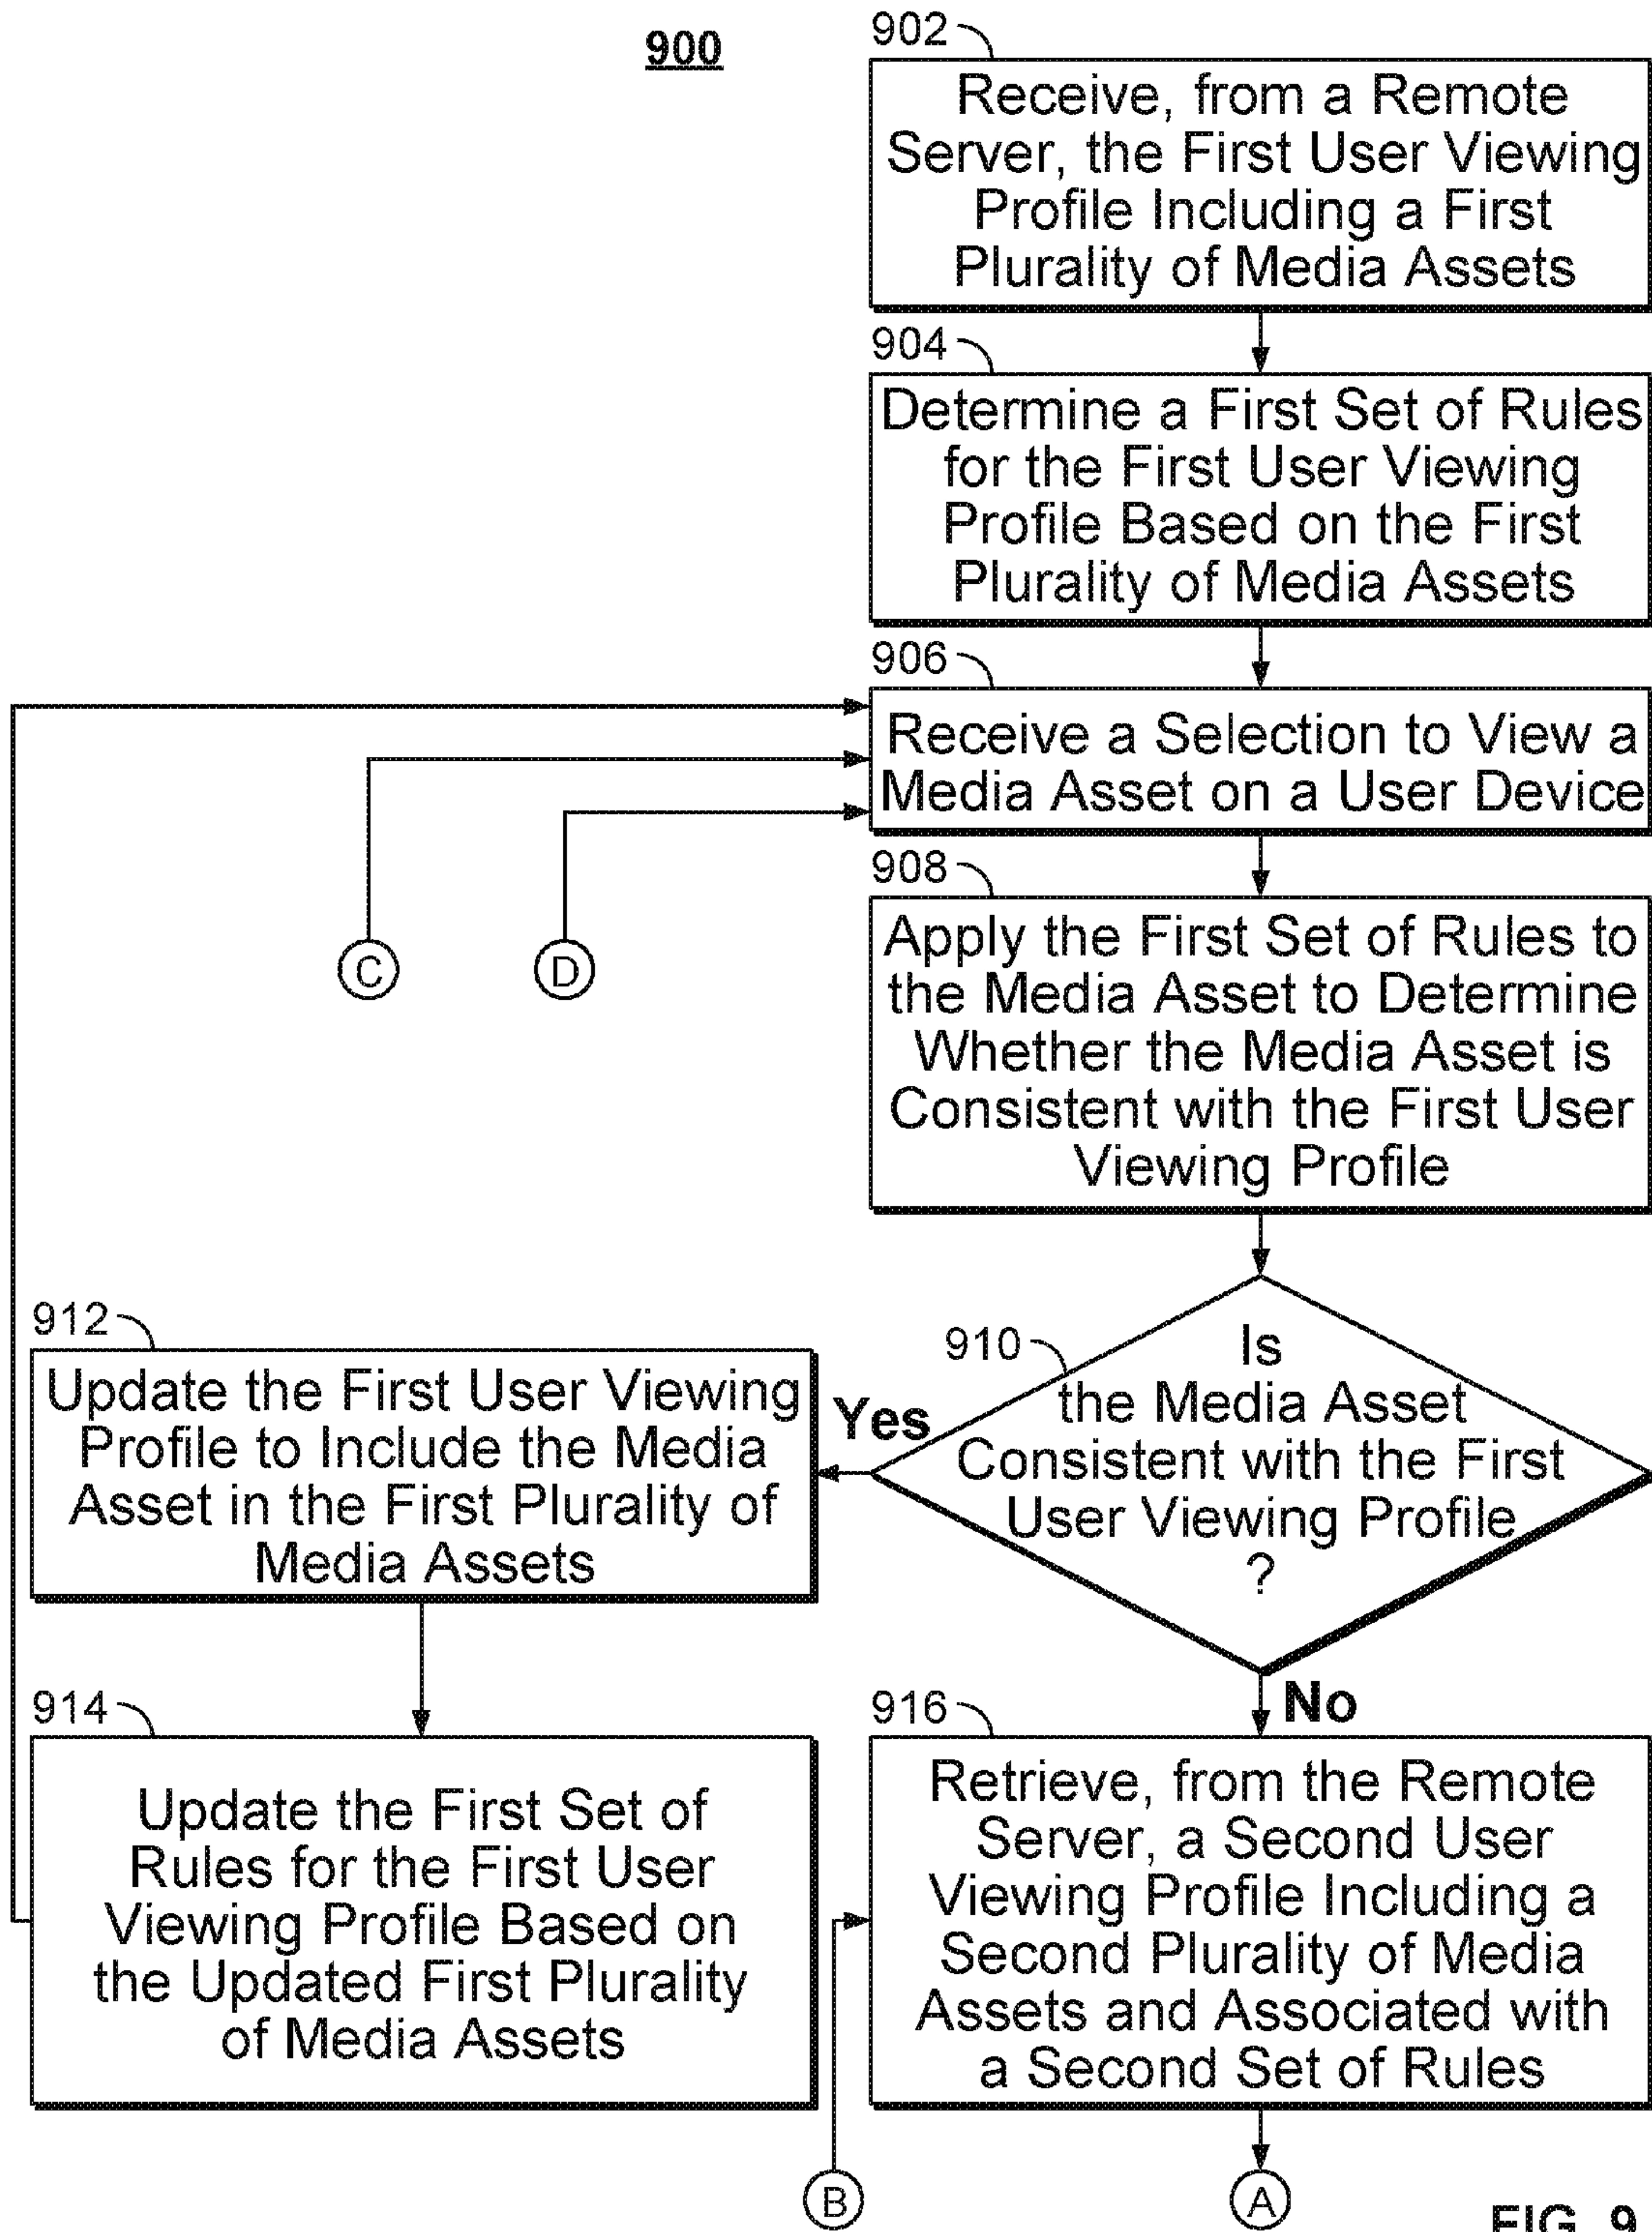 900
902
Receive, from a Remote
Server, the First User Viewing
Profile Including a First
Plurality of Media Assets
904
Determine a First Set of Rules
for the First User Viewing
Profile Based on the First
Plurality of Media Assets
906
Receive a Selection to View a
Media Asset on a User Device
908
Apply the First Set of Rules to
the Media Asset to Determine
Whether the Media Asset is
Consistent with the First User
Viewing Profile
C
D
910
Is
the Media Asset
Consistent with the First
User Viewing Profile
?
Yes
No
912
Update the First User Viewing
Profile to Include the Media
Asset in the First Plurality of
Media Assets
914
Update the First Set of
Rules for the First User
Viewing Profile Based on
the Updated First Plurality
of Media Assets
916
Retrieve, from the Remote
Server, a Second User
Viewing Profile Including a
Second Plurality of Media
Assets and Associated with
a Second Set of Rules
B
A
FIG. 9